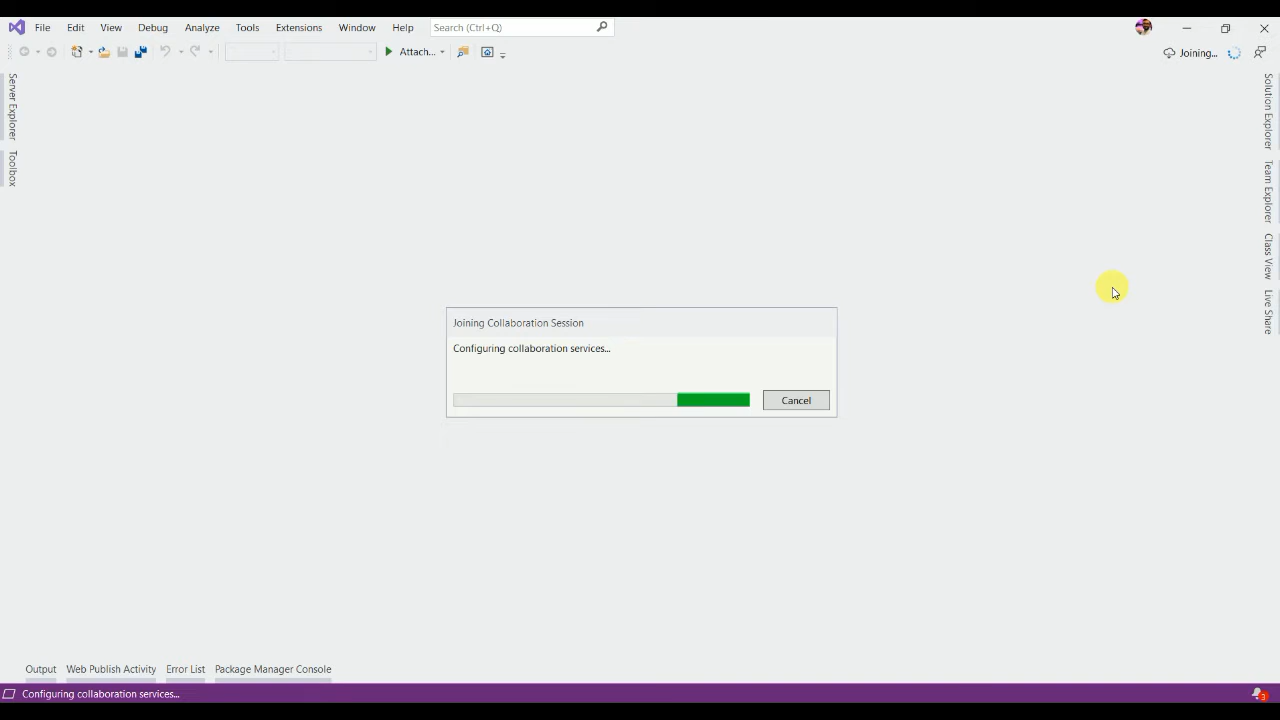 File Edit View Debug Analyze Tools Extensions Window Help Search (Ctrl+Q)
Attach... Joining...
Server Explorer
Toolbox
Solution Explorer
Team Explorer
Class View
Live Share
Joining Collaboration Session
Configuring collaboration services...
Cancel
Output Web Publish Activity Error List Package Manager Console
Configuring collaboration services... 3